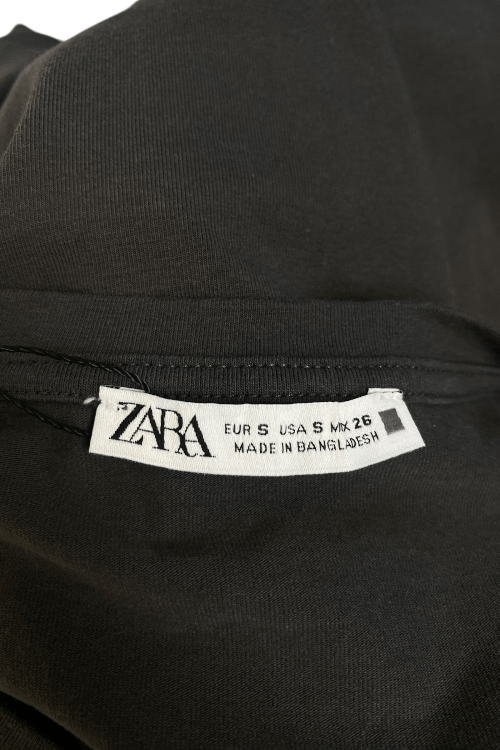 ZARA
EUR S USA S MEX 26
MADE IN BANGLADESH